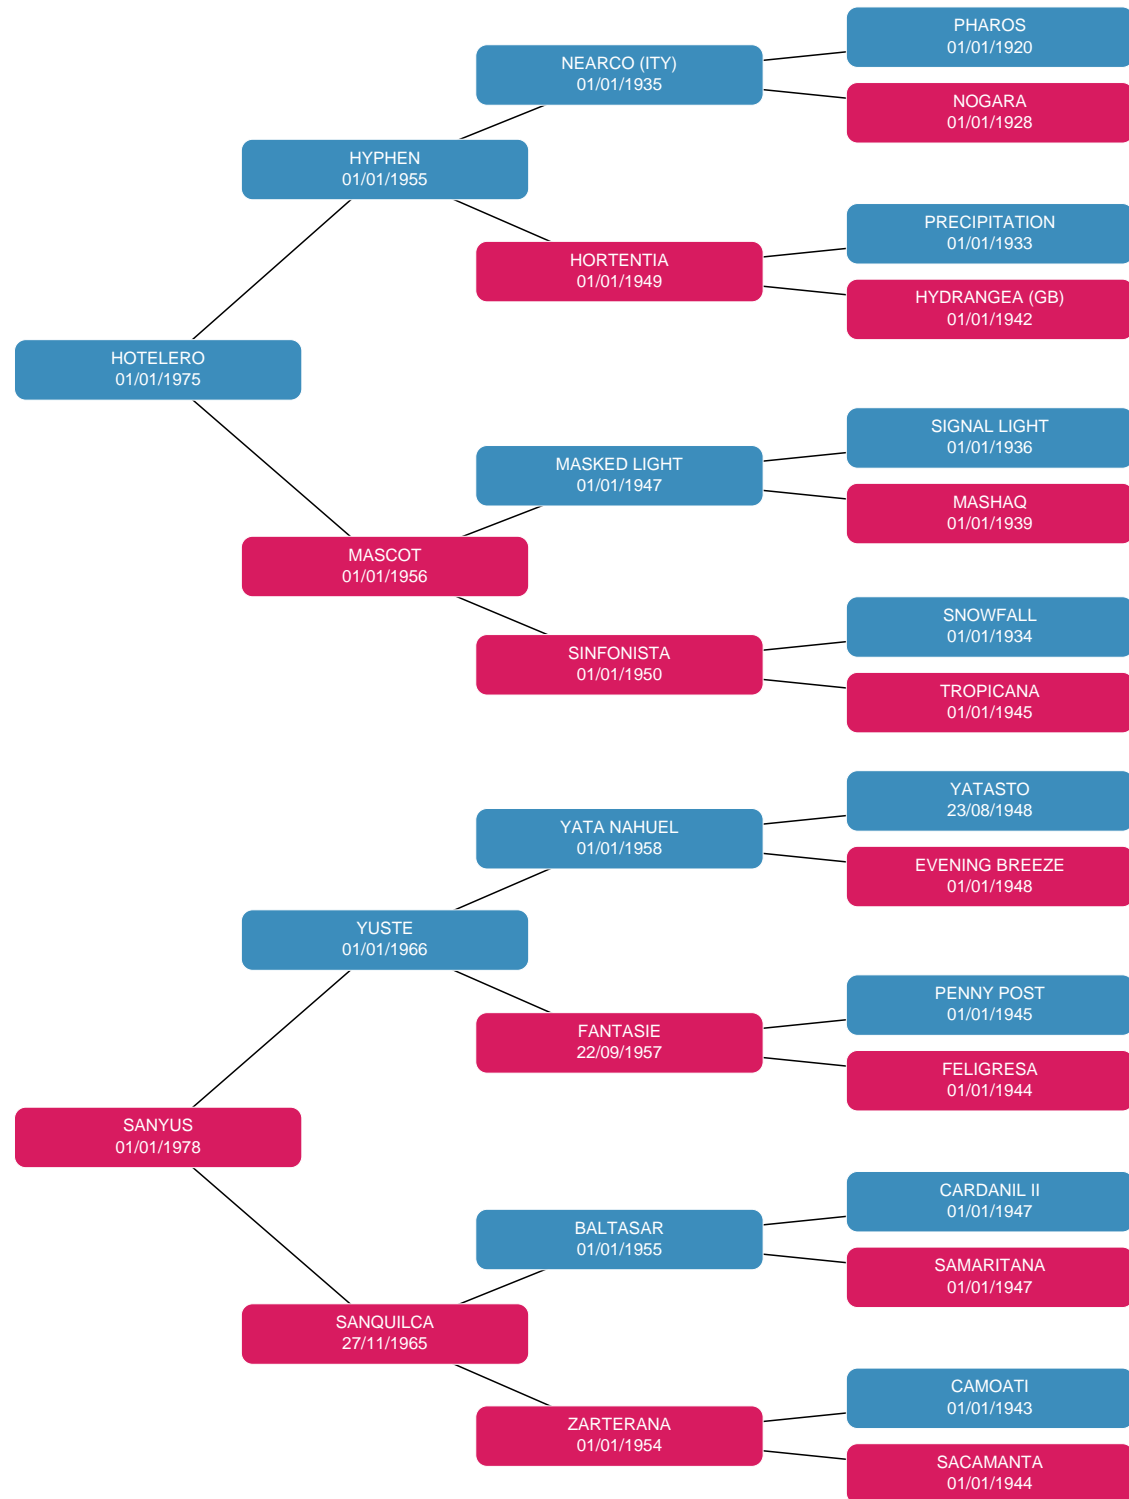 PHAROS
01/01/1920
NEARCO (ITY)
01/01/1935
NOGARA
01/01/1928
HYPHEN
01/01/1955
PRECIPITATION
01/01/1933
HORTENTIA
01/01/1949
HYDRANGEA (GB)
01/01/1942
HOTELERO
01/01/1975
SIGNAL LIGHT
01/01/1936
MASKED LIGHT
01/01/1947
MASHAQ
01/01/1939
MASCOT
01/01/1956
SNOWFALL
01/01/1934
SINFONISTA
01/01/1950
TROPICANA
01/01/1945
YATASTO
23/08/1948
YATA NAHUEL
01/01/1958
EVENING BREEZE
01/01/1948
YUSTE
01/01/1966
PENNY POST
01/01/1945
FANTASIE
22/09/1957
FELIGRESA
01/01/1944
SANYUS
01/01/1978
CARDANIL II
01/01/1947
BALTASAR
01/01/1955
SAMARITANA
01/01/1947
SANQUILCA
27/11/1965
CAMOATI
01/01/1943
ZARTERANA
01/01/1954
SACAMANTA
01/01/1944